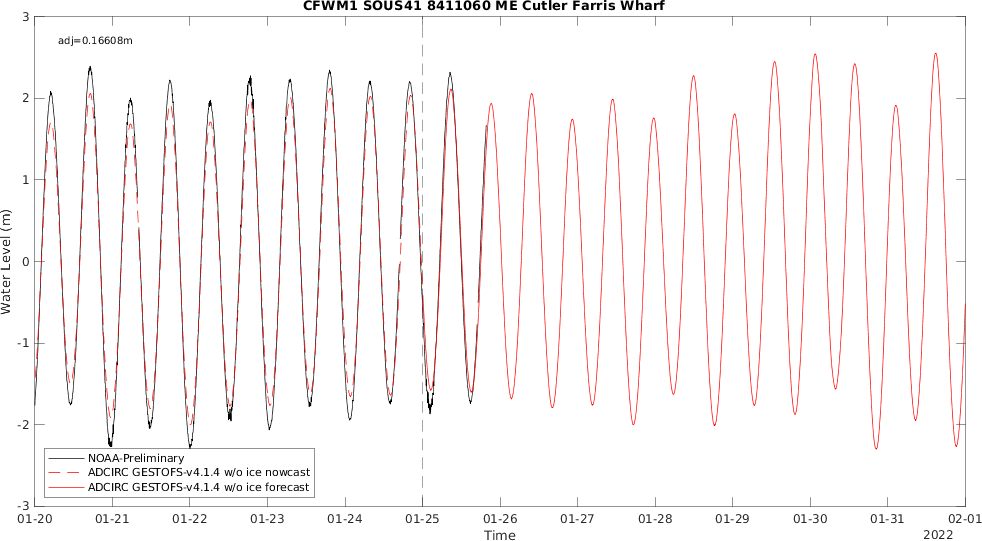 CFWM1 SOUS41 8411060 ME Cutler Farris Wharf
adj=0.16608m
3
2
1
0
-1
-2
-3
Water Level (m)
NOAA-Preliminary
ADCIRC GESTOFS-v4.1.4 w/o ice nowcast
ADCIRC GESTOFS-v4.1.4 w/o ice forecast
01-20 01-21 01-22 01-23 01-24 01-25 01-26 01-27 01-28 01-29 01-30 01-31 02-01
Time
2022